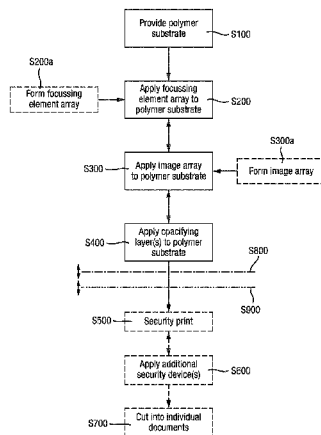 Provide polymer
substrate
S100
S200a
Form focussing
element array
Apply focussing
element array to
polymer substrate
S200
S300a
S300
Apply image array
to polymer substrate
Form image array
Apply opacifying
layer(s) to polymer
substrate
S400
S800
S900
S500
Security print
Apply additional
security device(s)
S600
S700
Cut into individual
documents